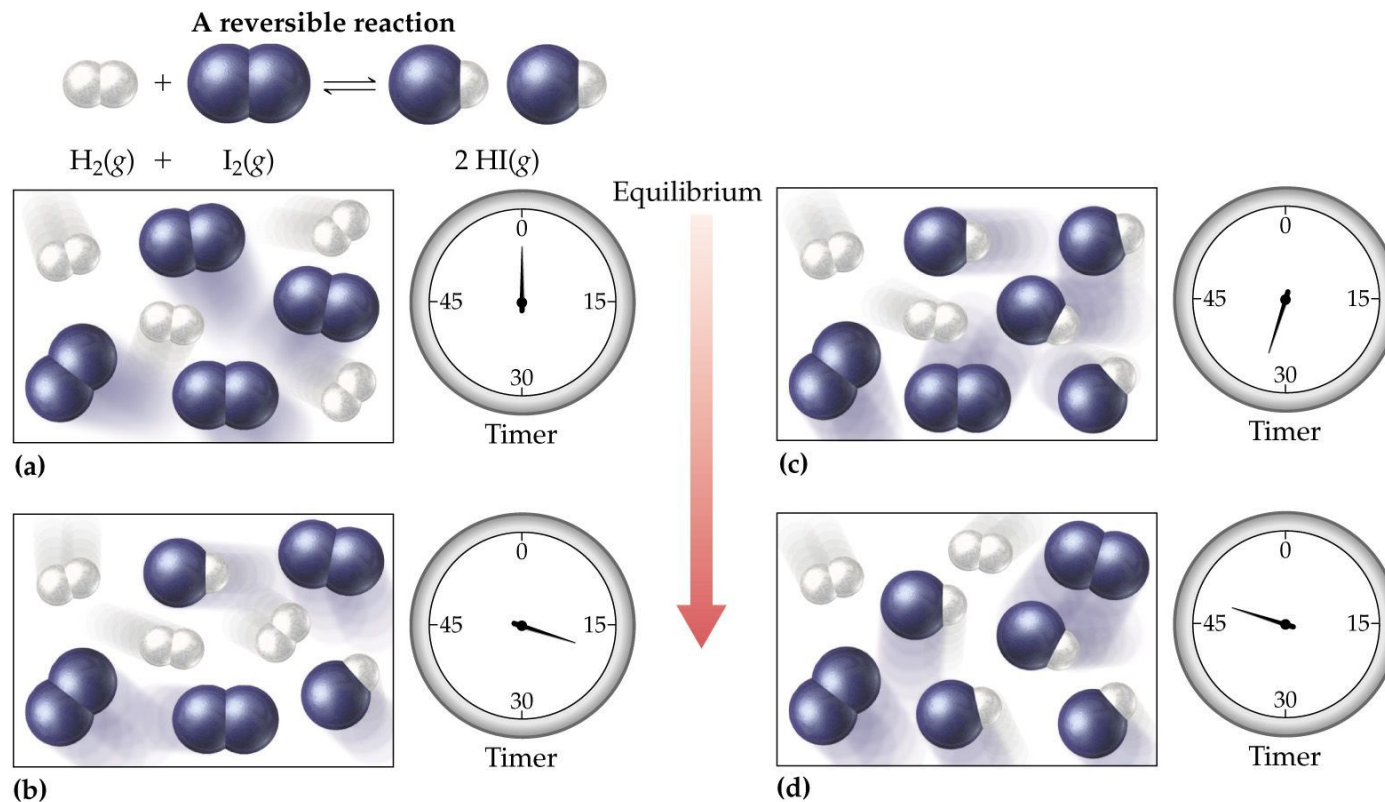 A reversible reaction
+
H₂(g) + I₂(g) ⇌ 2 HI(g)
0
15
30
45
Timer
(a)
Equilibrium
0
15
30
45
Timer
(c)
0
15
30
45
Timer
(b)
0
15
30
45
Timer
(d)